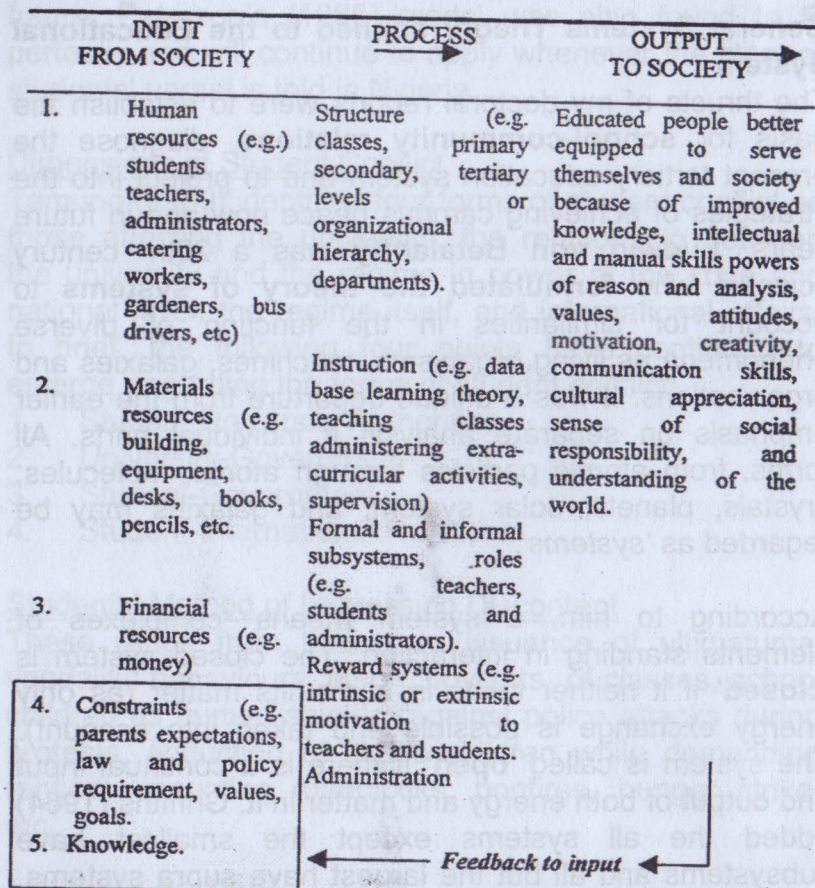 INPUT
FROM SOCIETY
PROCESS
OUTPUT
TO SOCIETY
1. Human
resources (e.g.)
students,
teachers,
administrators,
catering
workers,
gardeners, bus
drivers, etc)
2. Materials
resources (e.g.
building,
equipment,
desks, books,
pencils, etc.
3. Financial
resources (e.g.
money)
4. Constraints (e.g.
parents expectation,
law and policy
requirement, values,
goals.
5. Knowledge.
Structure (e.g.
classes, primary
secondary, tertiary
levels or
organizational
hierarchy,
departments).
Instruction (e.g. data
base learning theory,
teaching classes
administering extra-
curricular activities,
supervision)
Formal and informal
subsystems, roles
(e.g. teachers,
students and
administrators).
Reward system (e.g.
intrinsic or extrinsic
motivation, to
teachers and students.
Administration
Educated people better
equipped to serve
themselves and society
because of improved
knowledge, intellectual
and manual skills powers
of reason and analysis,
values, attitudes,
motivation, creativity,
communication skills,
cultural appreciation,
sense of social
responsibility, and
understanding of the
world.
Feedback to input